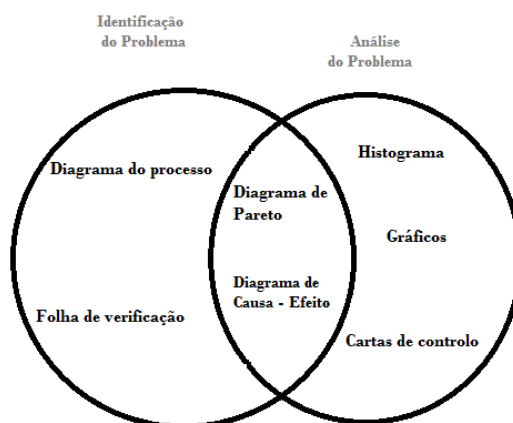 Identificação
do Problema
Análise
do Problema
Diagrama do processo
Folha de verificação
Diagrama de
Pareto
Diagrama de
Causa - Efeito
Histograma
Gráficos
Cartas de controlo